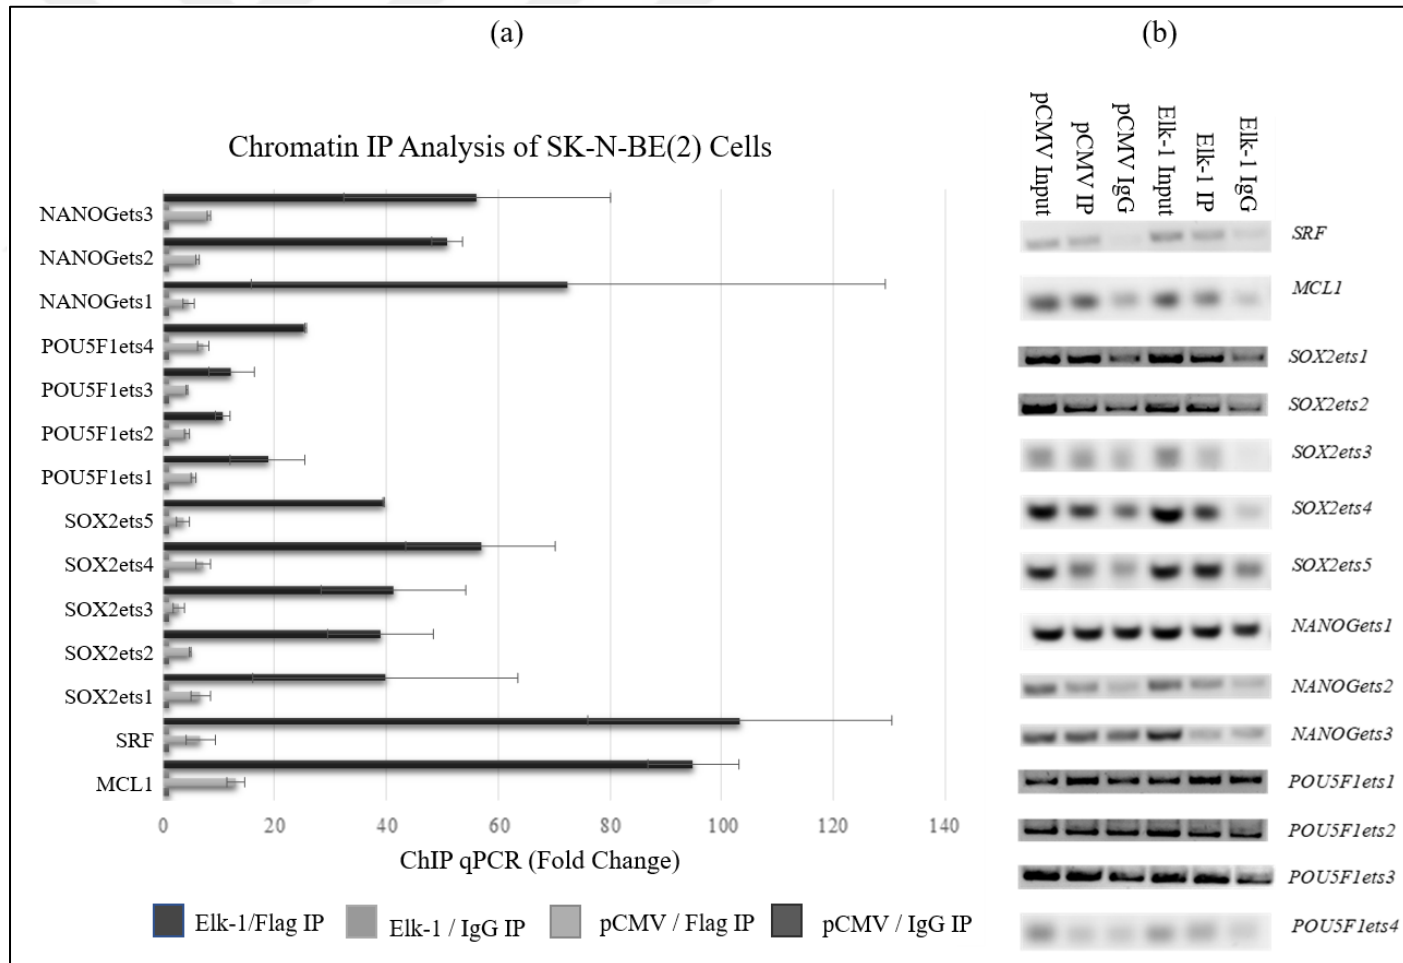 (a)
Chromatin IP Analysis of SK-N-BE(2) Cells
NANOGets3
NANOGets2
NANOGets1
POU5F1ets4
POU5F1ets3
POU5F1ets2
POU5F1ets1
SOX2ets5
SOX2ets4
SOX2ets3
SOX2ets2
SOX2ets1
SRF
MCL1
0 20 40 60 80 100 120 140
ChIP qPCR (Fold Change)
Elk-1/Flag IP Elk-1 / IgG IP pCMV / Flag IP pCMV / IgG IP
(b)
pCMV Input
pCMV IP
pCMV IgG
Elk-1 Input
Elk-1 IP
Elk-1 IgG
SRF
MCL1
SOX2ets1
SOX2ets2
SOX2ets3
SOX2ets4
SOX2ets5
NANOGets1
NANOGets2
NANOGets3
POU5F1ets1
POU5F1ets2
POU5F1ets3
POU5F1ets4